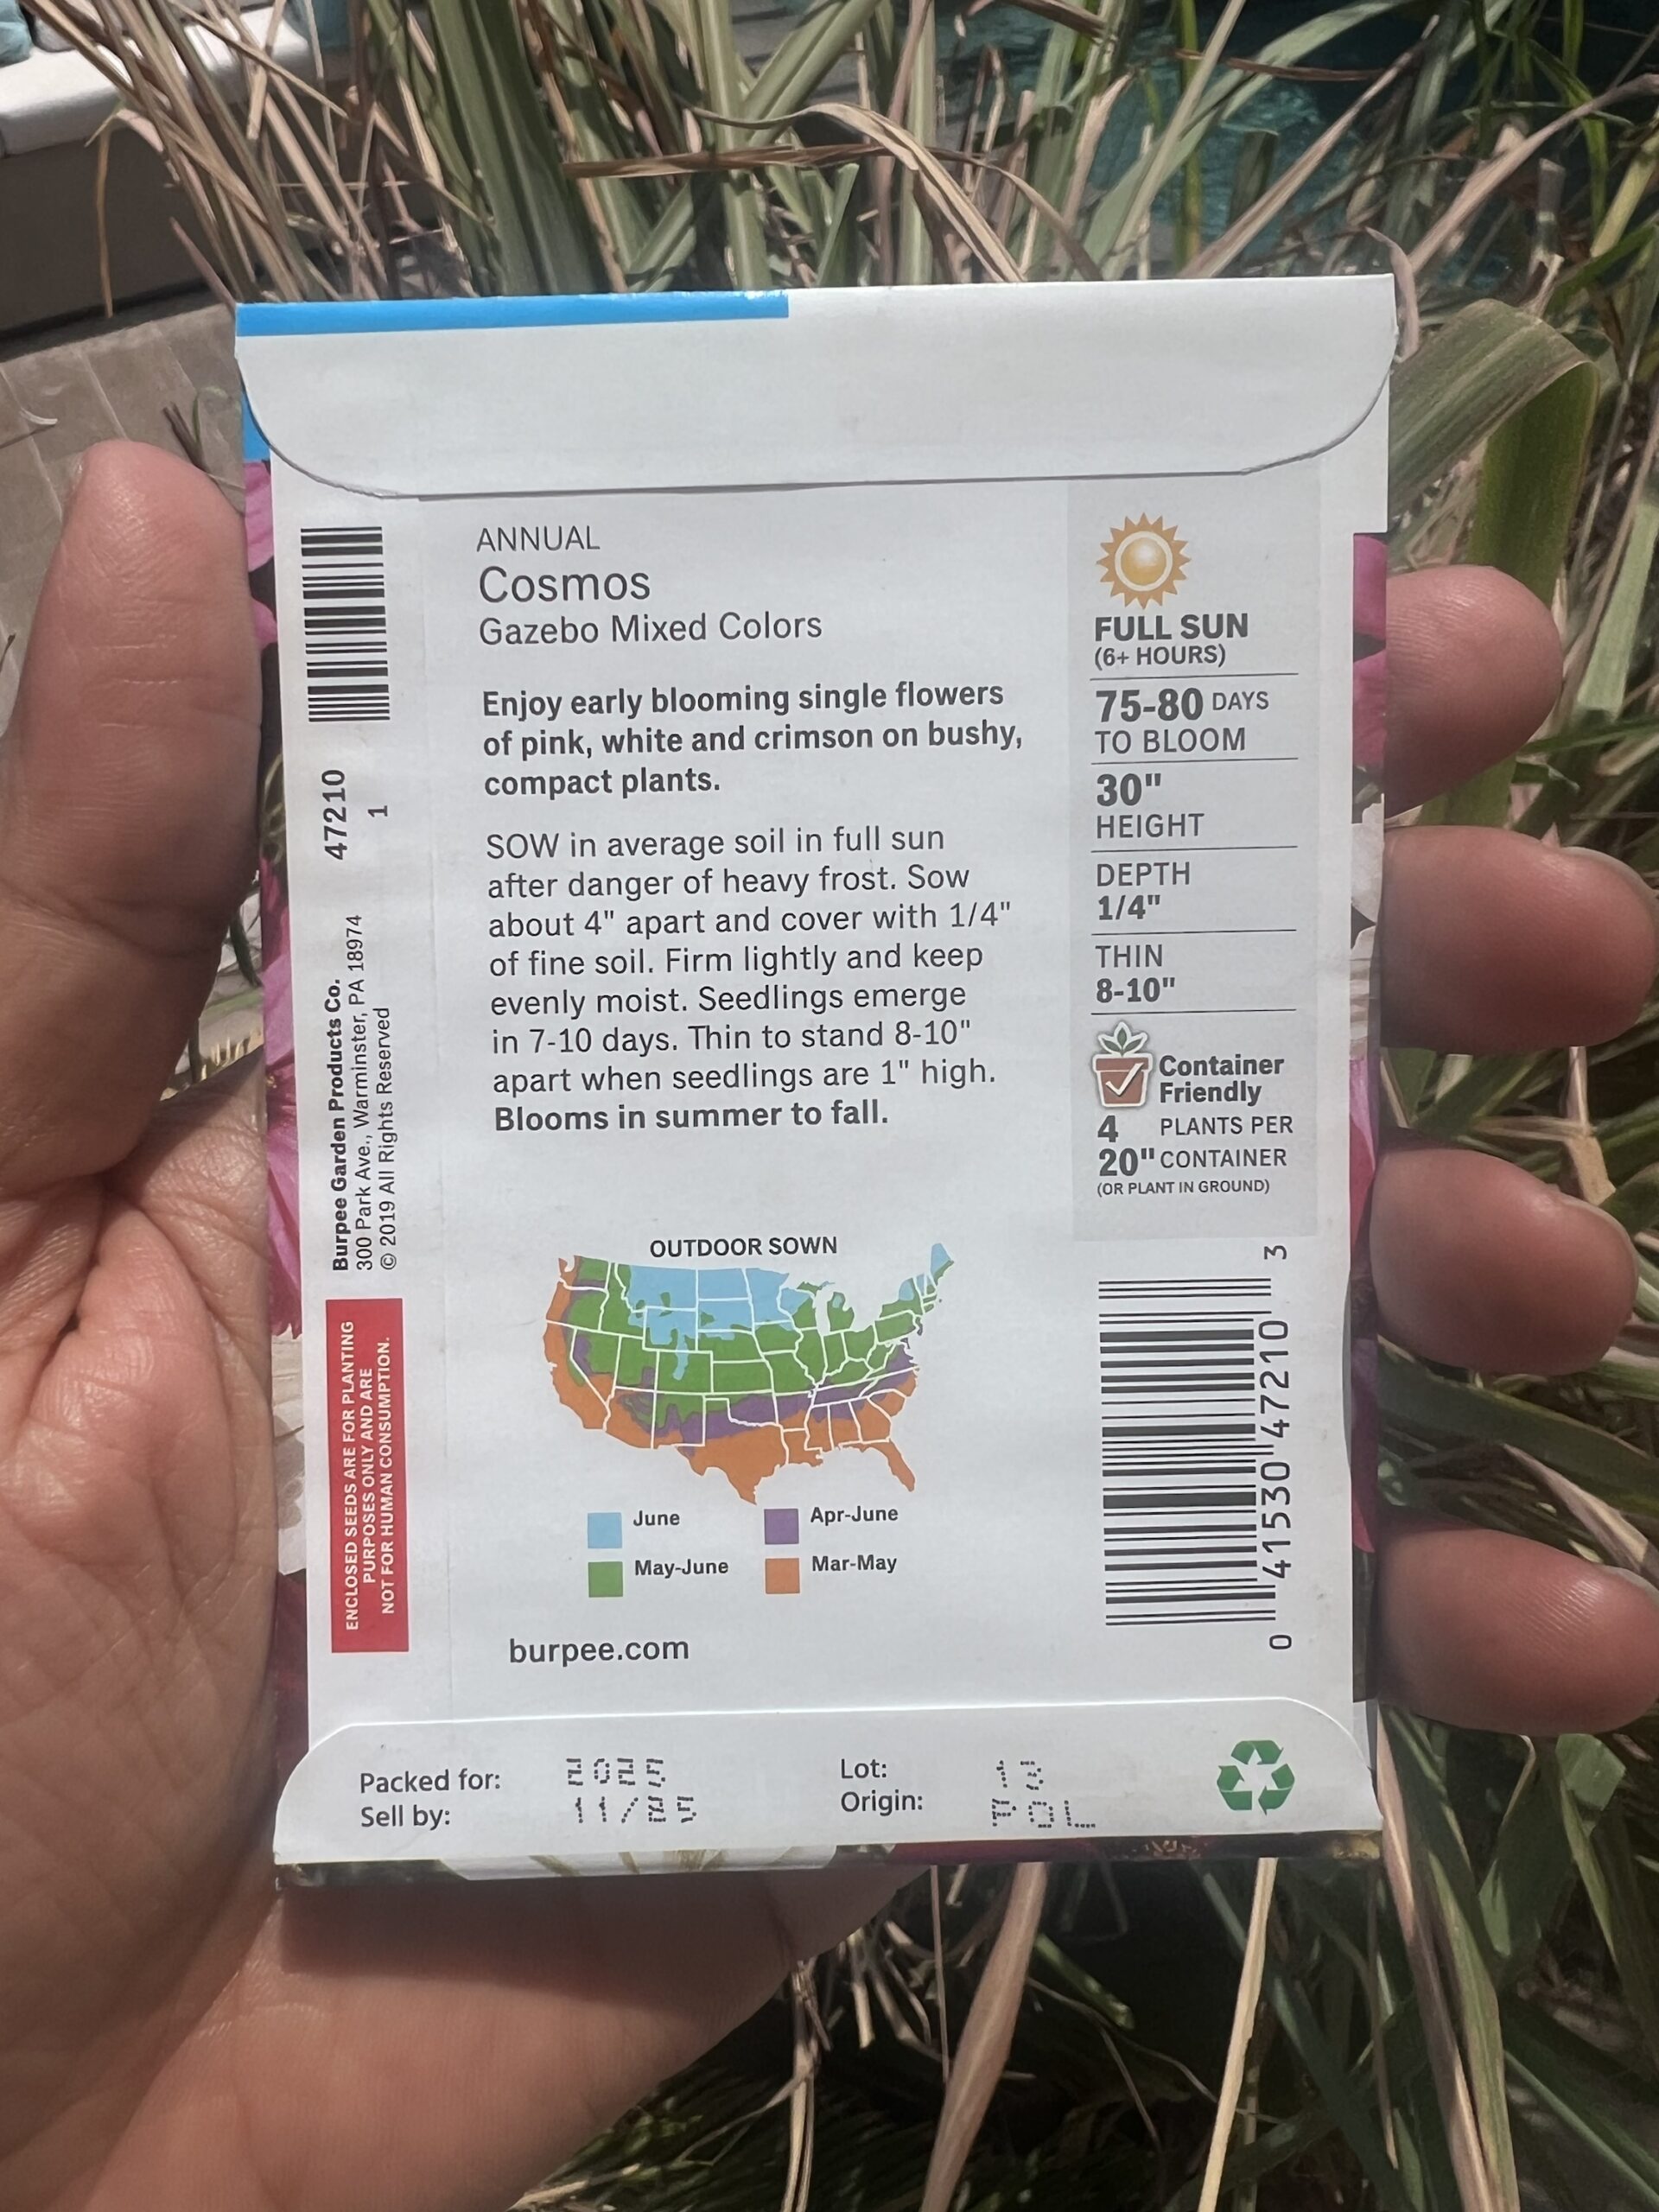 ANNUAL
Cosmos
Gazebo Mixed Colors
Enjoy early blooming single flowers
of pink, white and crimson on bushy,
compact plants.
SOW in average soil in full sun
after danger of heavy frost. Sow
about 4" apart and cover with 1/4"
of fine soil. Firm lightly and keep
evenly moist. Seedlings emerge
in 7-10 days. Thin to stand 8-10"
apart when seedlings are 1" high.
Blooms in summer to fall.
FULL SUN
(6+ HOURS)
75-80 DAYS
TO BLOOM
30"
HEIGHT
DEPTH
1/4"
THIN
8-10"
Container
Friendly
4 PLANTS PER
20" CONTAINER
(OR PLANT IN GROUND)
OUTDOOR SOWN
June
Apr-June
May-June
Mar-May
burpee.com
47210
1
Burpee Garden Products Co.
300 Park Ave., Warminster, PA 18974
© 2019 All Rights Reserved
ENCLOSED SEEDS ARE FOR PLANTING
PURPOSES ONLY AND ARE
NOT FOR HUMAN CONSUMPTION.
0 41530 47210 3
Packed for: 2025
Sell by: 11/25
Lot: 13
Origin: POL